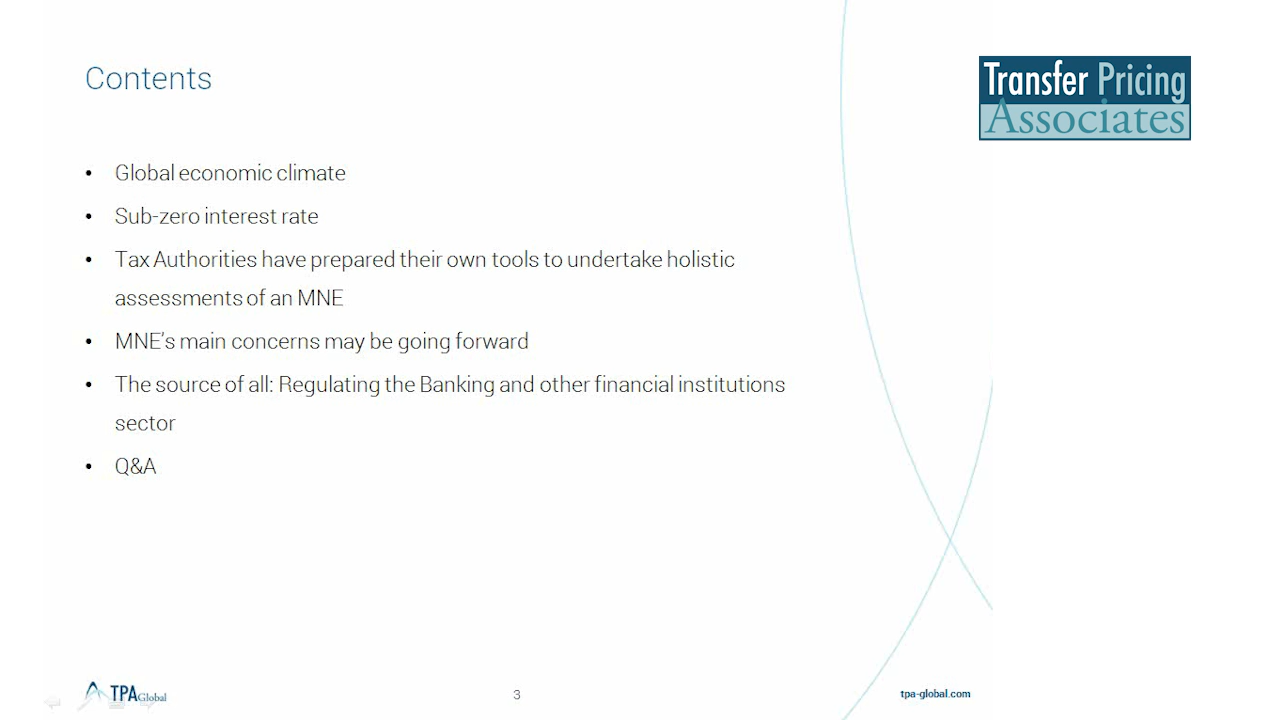 Contents
Transfer Pricing
Associates
• Global economic climate
• Sub-zero interest rate
• Tax Authorities have prepared their own tools to undertake holistic
assessments of an MNE
• MNE’s main concerns may be going forward
• The source of all: Regulating the Banking and other financial institutions
sector
• Q&A
TPA Global
3
tpa-global.com